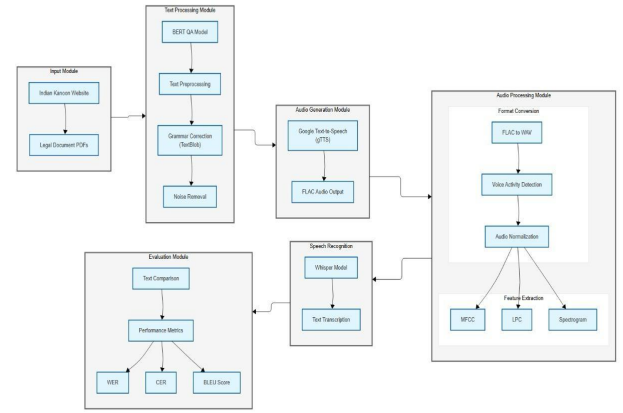 Input Module
Indian Kanoon Website
Legal Document PDFs
Text Processing Module
BERT QA Model
Text Preprocessing
Grammar Correction
(TextBlob)
Noise Removal
Audio Generation Module
Google Text-to-Speech
(gTTS)
FLAC Audio Output
Audio Processing Module
Format Conversion
FLAC to WAV
Voice Activity Detection
Audio Normalization
Feature Extraction
MFCC
LPC
Spectrogram
Speech Recognition
Whisper Model
Text Transcription
Evaluation Module
Text Comparison
Performance Metrics
WER
CER
BLEU Score